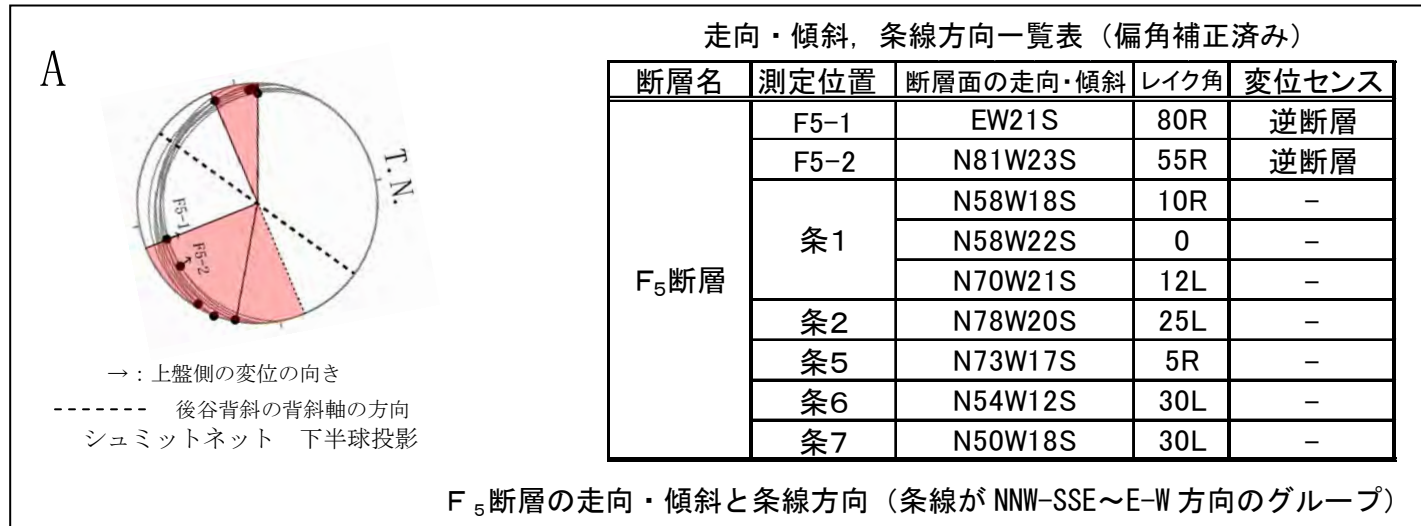 A
T.N.
F5-1
F5-2
→：上盤側の変位の向き
------- 後谷背斜の背斜軸の方向
シュミットネット　下半球投影
走向・傾斜，条線方向一覧表（偏角補正済み）
断層名 測定位置 断層面の走向・傾斜 レイク角 変位センス
F5-1 EW21S 80R 逆断層
F5-2 N81W23S 55R 逆断層
N58W18S 10R −
条1 N58W22S 0 −
F₅断層 N70W21S 12L −
条2 N78W20S 25L −
条5 N73W17S 5R −
条6 N54W12S 30L −
条7 N50W18S 30L −
Ｆ₅断層の走向・傾斜と条線方向（条線が NNW-SSE～E-W 方向のグループ）